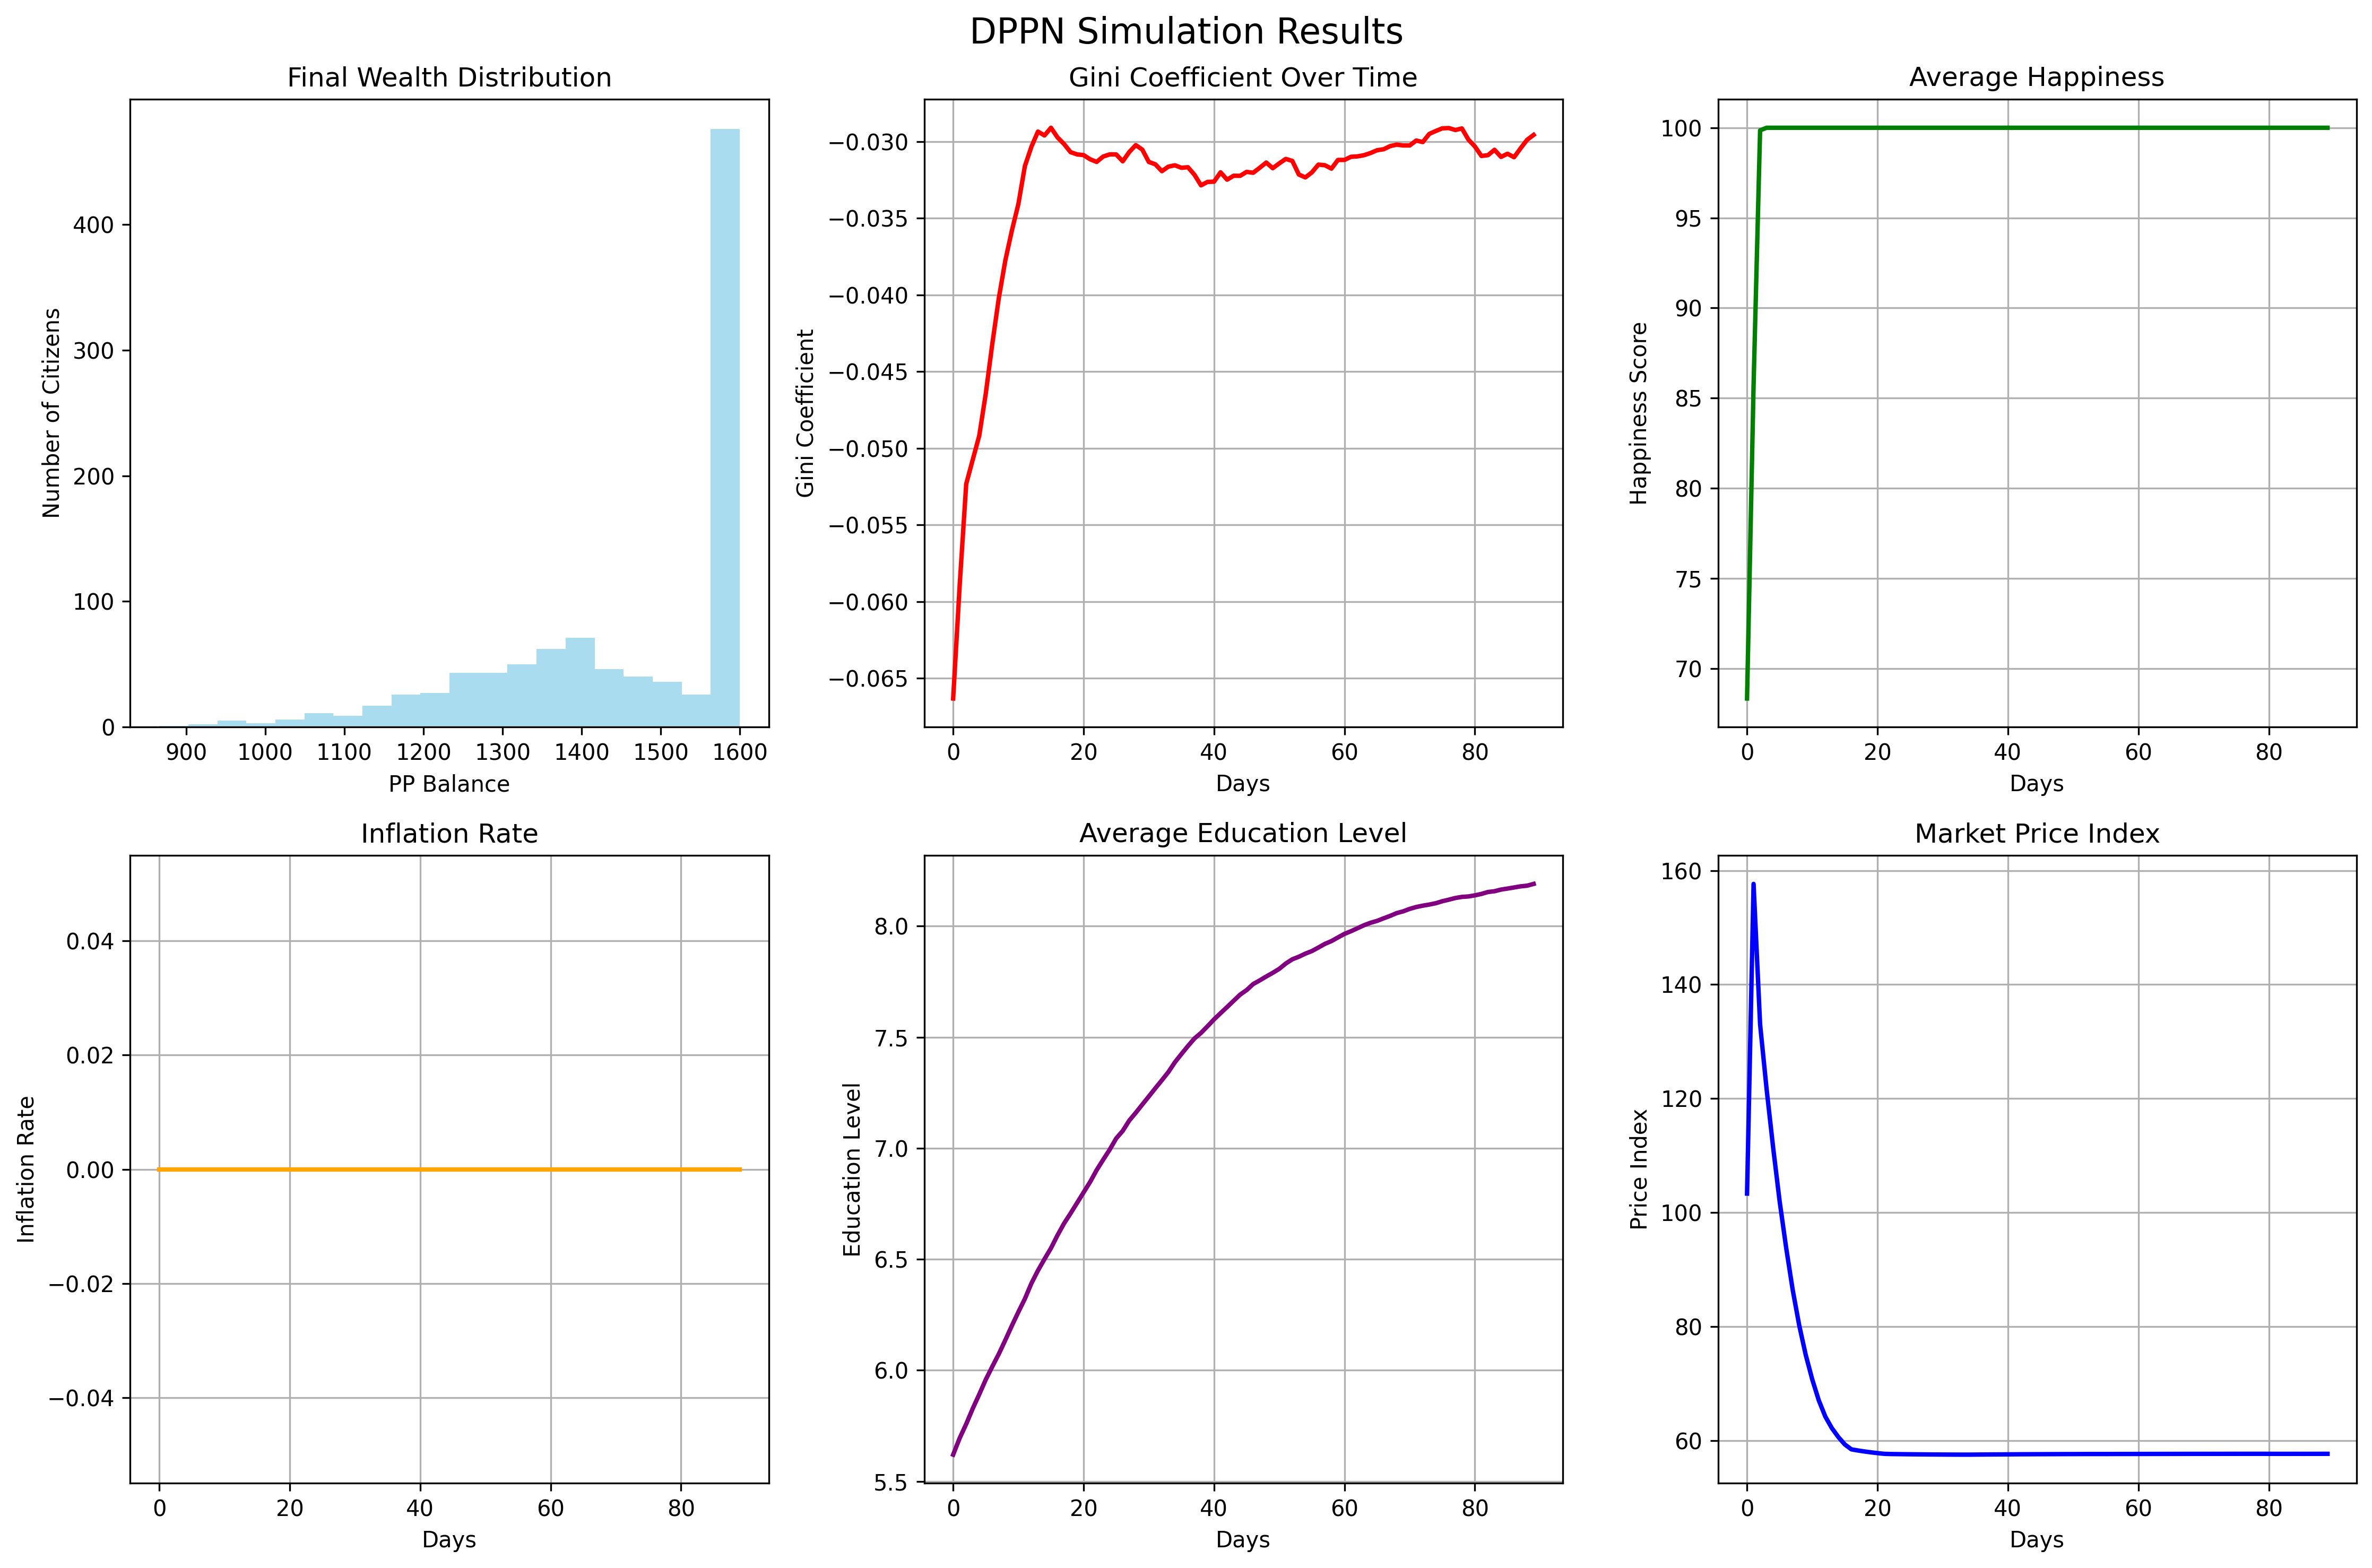 DPPN Simulation Results
Final Wealth Distribution
Number of Citizens
400
300
200
100
0
900 1000 1100 1200 1300 1400 1500 1600
PP Balance
Gini Coefficient Over Time
Gini Coefficient
−0.030
−0.035
−0.040
−0.045
−0.050
−0.055
−0.060
−0.065
0 20 40 60 80
Days
Average Happiness
Happiness Score
100
95
90
85
80
75
70
0 20 40 60 80
Days
Inflation Rate
Inflation Rate
0.04
0.02
0.00
−0.02
−0.04
0 20 40 60 80
Days
Average Education Level
Education Level
8.0
7.5
7.0
6.5
6.0
5.5
0 20 40 60 80
Days
Market Price Index
Price Index
160
140
120
100
80
60
0 20 40 60 80
Days